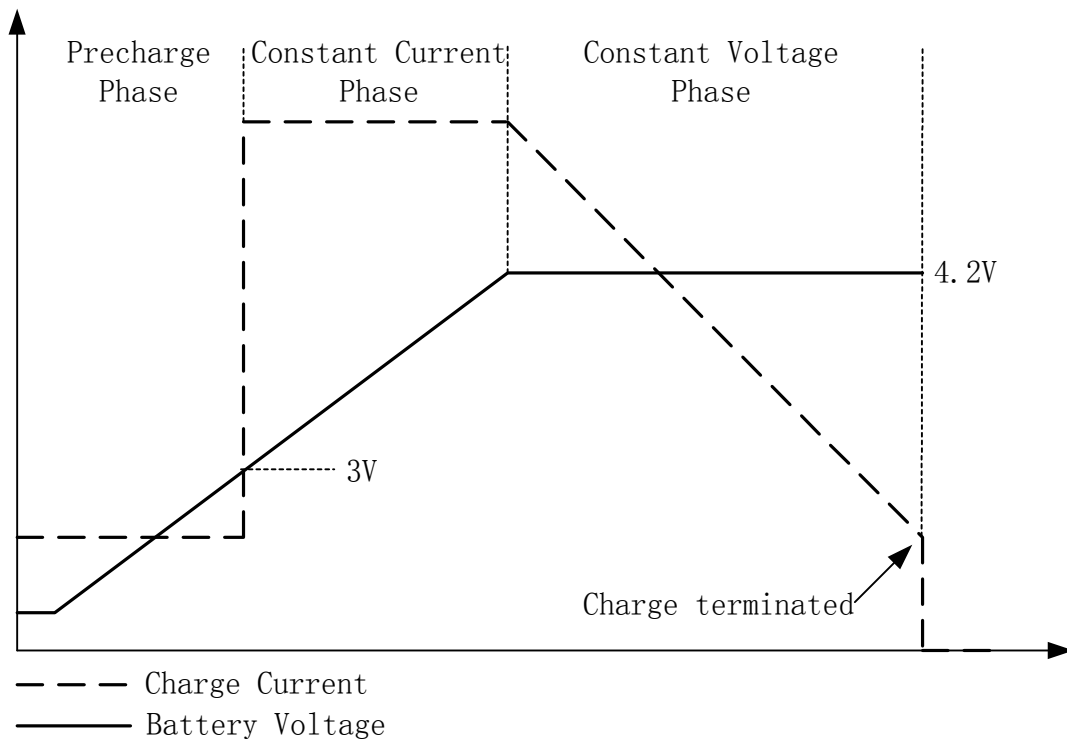 Precharge
Phase
Constant Current
Phase
Constant Voltage
Phase
4.2V
3V
Charge terminated
Charge Current
Battery Voltage